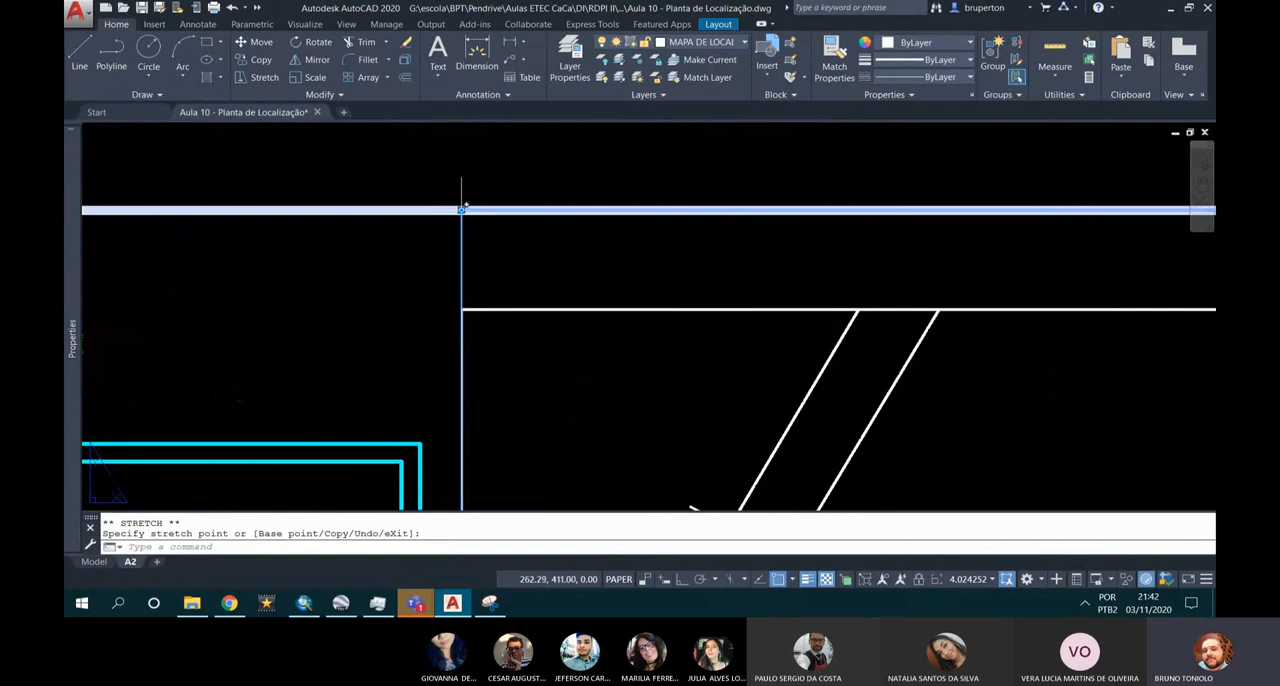 Autodesk AutoCAD 2020 G:\escola\BPT\Pendrive\Aulas ETEC CaCa\DI\RDPI II\...\Aula 10 - Planta de Localização.dwg
Type a keyword or phrase
bruperton
Home Insert Annotate Parametric View Manage Output Add-ins Collaborate Express Tools Featured Apps Layout
Line Polyline Circle Arc
Move Rotate Trim
Copy Mirror Fillet
Stretch Scale Array
Text Dimension Table
Layer Properties
MAPA DE LOCAI
Make Current
Match Layer
Insert
Match Properties
ByLayer
ByLayer
ByLayer
Group Measure Paste Base
Draw Modify Annotation Layers Block Properties Groups Utilities Clipboard View
Start Aula 10 - Planta de Localização*
Properties
** STRETCH **
Specify stretch point or [Base point/Copy/Undo/eXit]:
Type a command
Model A2
262.29, 411.00, 0.00 PAPER 4.024252
POR 21:42
PTB2 03/11/2020
GIOVANNA DE... CESAR AUGUST... JEFERSON CAR... MARILIA FERRE... JULIA ALVES LO... PAULO SERGIO DA COSTA NATALIA SANTOS DA SILVA VO VERA LUCIA MARTINS DE OLIVEIRA BRUNO TONIOLO